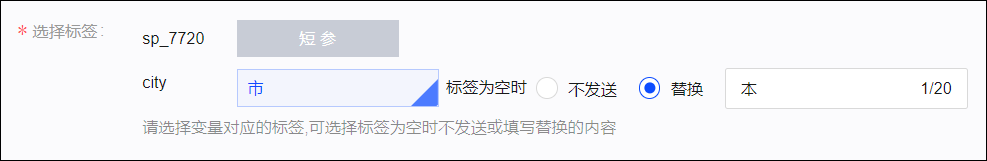 * 选择标签: sp_7720 短 参
city 市 标签为空时 不发送 替换 本 1/20
请选择变量对应的标签,可选择标签为空时不发送或填写替换的内容